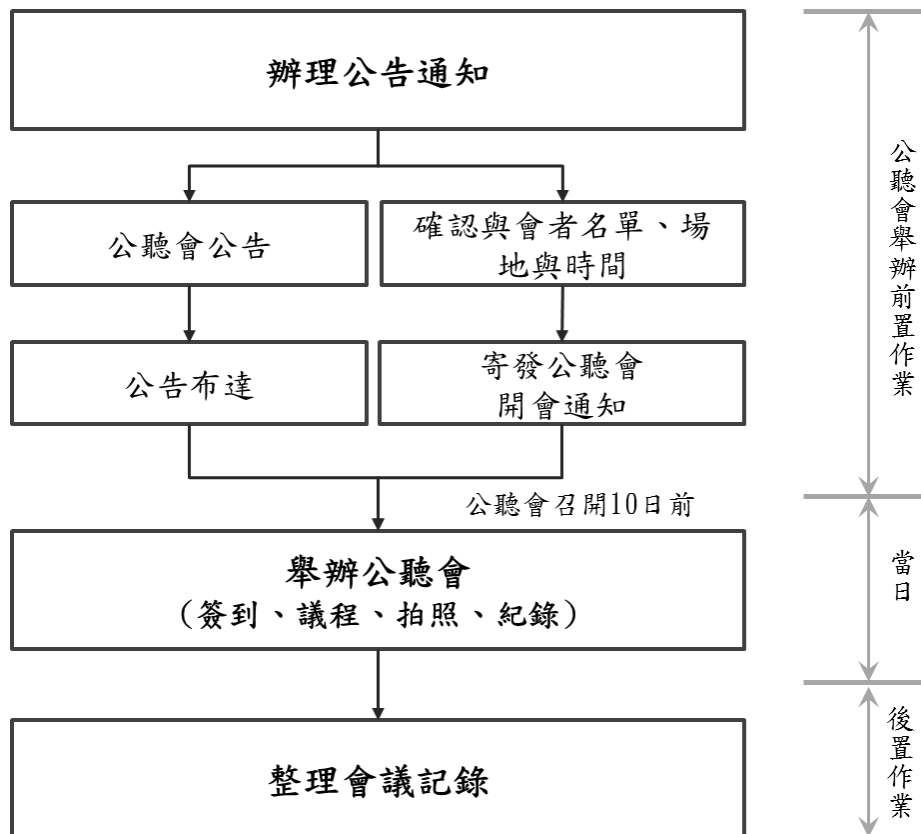 辦理公告通知
公聽會公告
確認與會者名單、場
地與時間
公告布達
寄發公聽會
開會通知
公聽會召開10日前
舉辦公聽會
（簽到、議程、拍照、紀錄）
整理會議記錄
公聽會舉辦前置作業
當日
後置作業